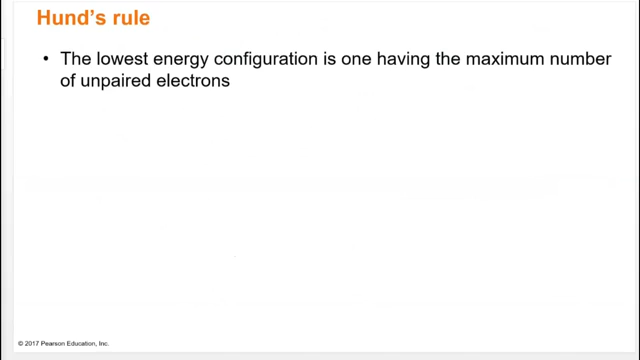 Hund's rule
• The lowest energy configuration is one having the maximum number
of unpaired electrons
© 2017 Pearson Education, Inc.